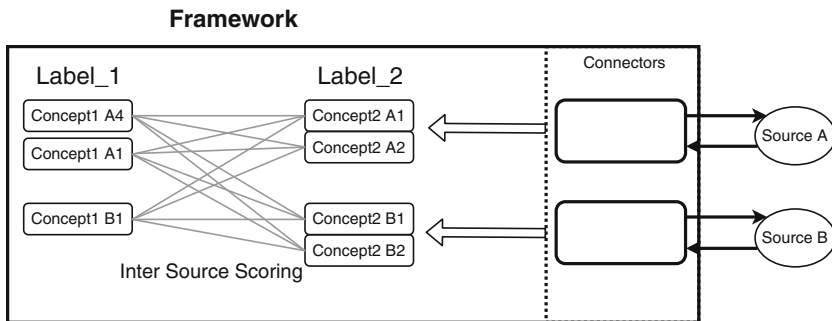 Framework
Connectors
Label_1
Label_2
Concept1 A4
Concept2 A1
Source A
Concept1 A1
Concept2 A2
Concept1 B1
Concept2 B1
Source B
Concept2 B2
Inter Source Scoring